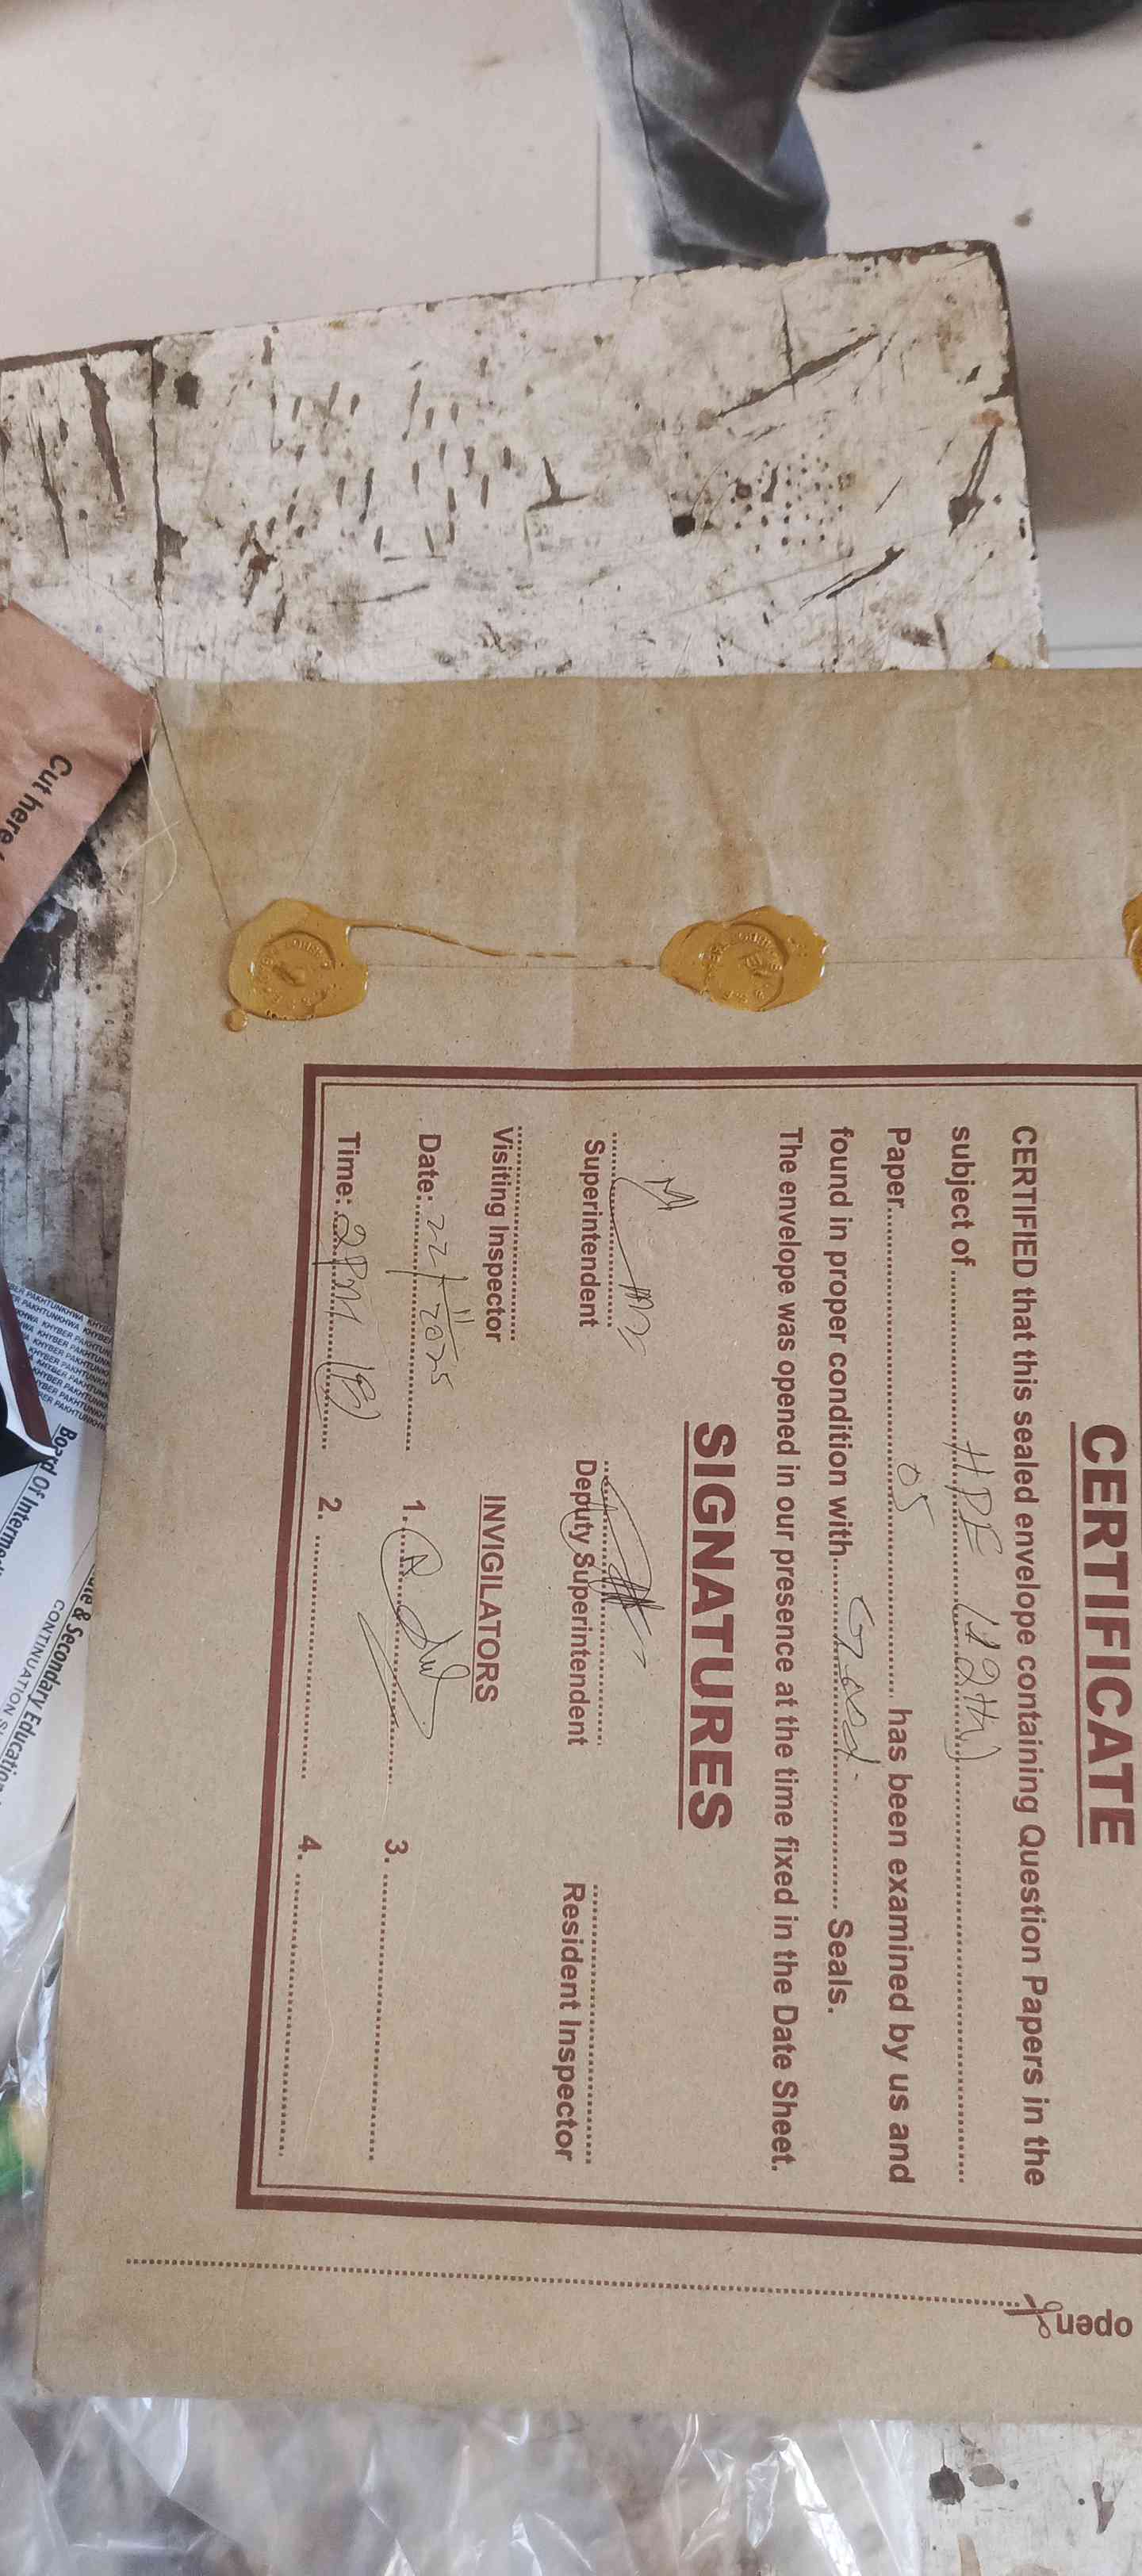 CERTIFICATE
CERTIFIED that this sealed envelope containing Question Papers in the
subject of HPE (12th)
Paper 05 has been examined by us and
found in proper condition with Good Seals.
The envelope was opened in our presence at the time fixed in the Date Sheet.
SIGNATURES
Superintendent Deputy Superintendent Resident Inspector
Visiting Inspector INVIGILATORS
Date: 22/11/2025 1. 3.
Time: 2PM (E) 2. 4.
open
Cut here
KHYBER PAKHTUNKHWA
Board Of & Secondary
CONTINUATION